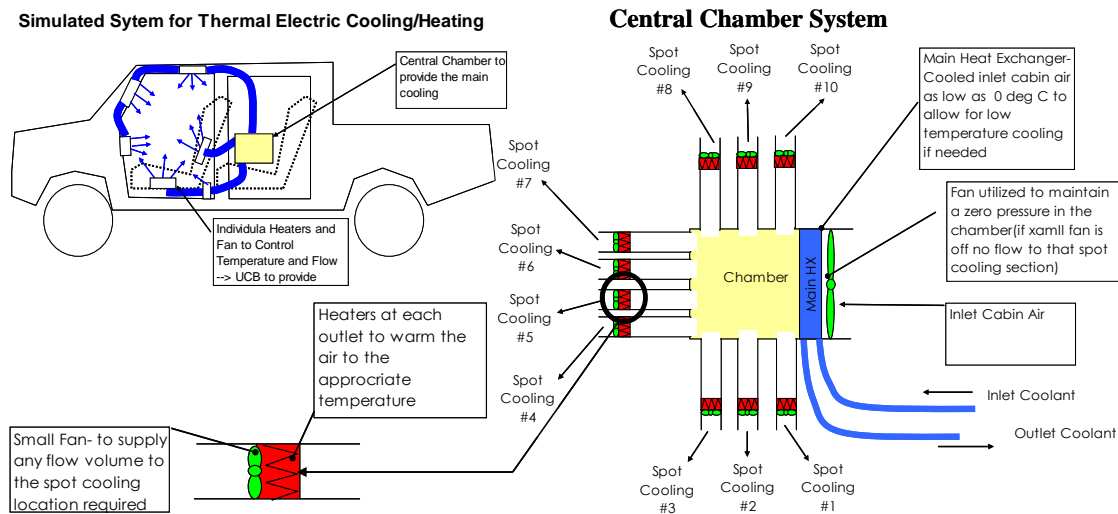 Simulated Sytem for Thermal Electric Cooling/Heating
Central Chamber to
provide the main
cooling
Individula Heaters and
Fan to Control
Temperature and Flow
--> UCB to provide
Heaters at each
outlet to warm the
air to the
approcriate
temperature
Small Fan- to supply
any flow volume to
the spot cooling
location required
Central Chamber System
Spot
Cooling
#8
Spot
Cooling
#9
Spot
Cooling
#10
Main Heat Exchanger-
Cooled inlet cabin air
as low as 0 deg C to
allow for low
temperature cooling
if needed
Spot
Cooling
#7
Spot
Cooling
#6
Spot
Cooling
#5
Spot
Cooling
#4
Chamber
Main HX
Fan utilized to maintain
a zero pressure in the
chamber(if xamll fan is
off no flow to that spot
cooling section)
Inlet Cabin Air
Inlet Coolant
Outlet Coolant
Spot
Cooling
#3
Spot
Cooling
#2
Spot
Cooling
#1